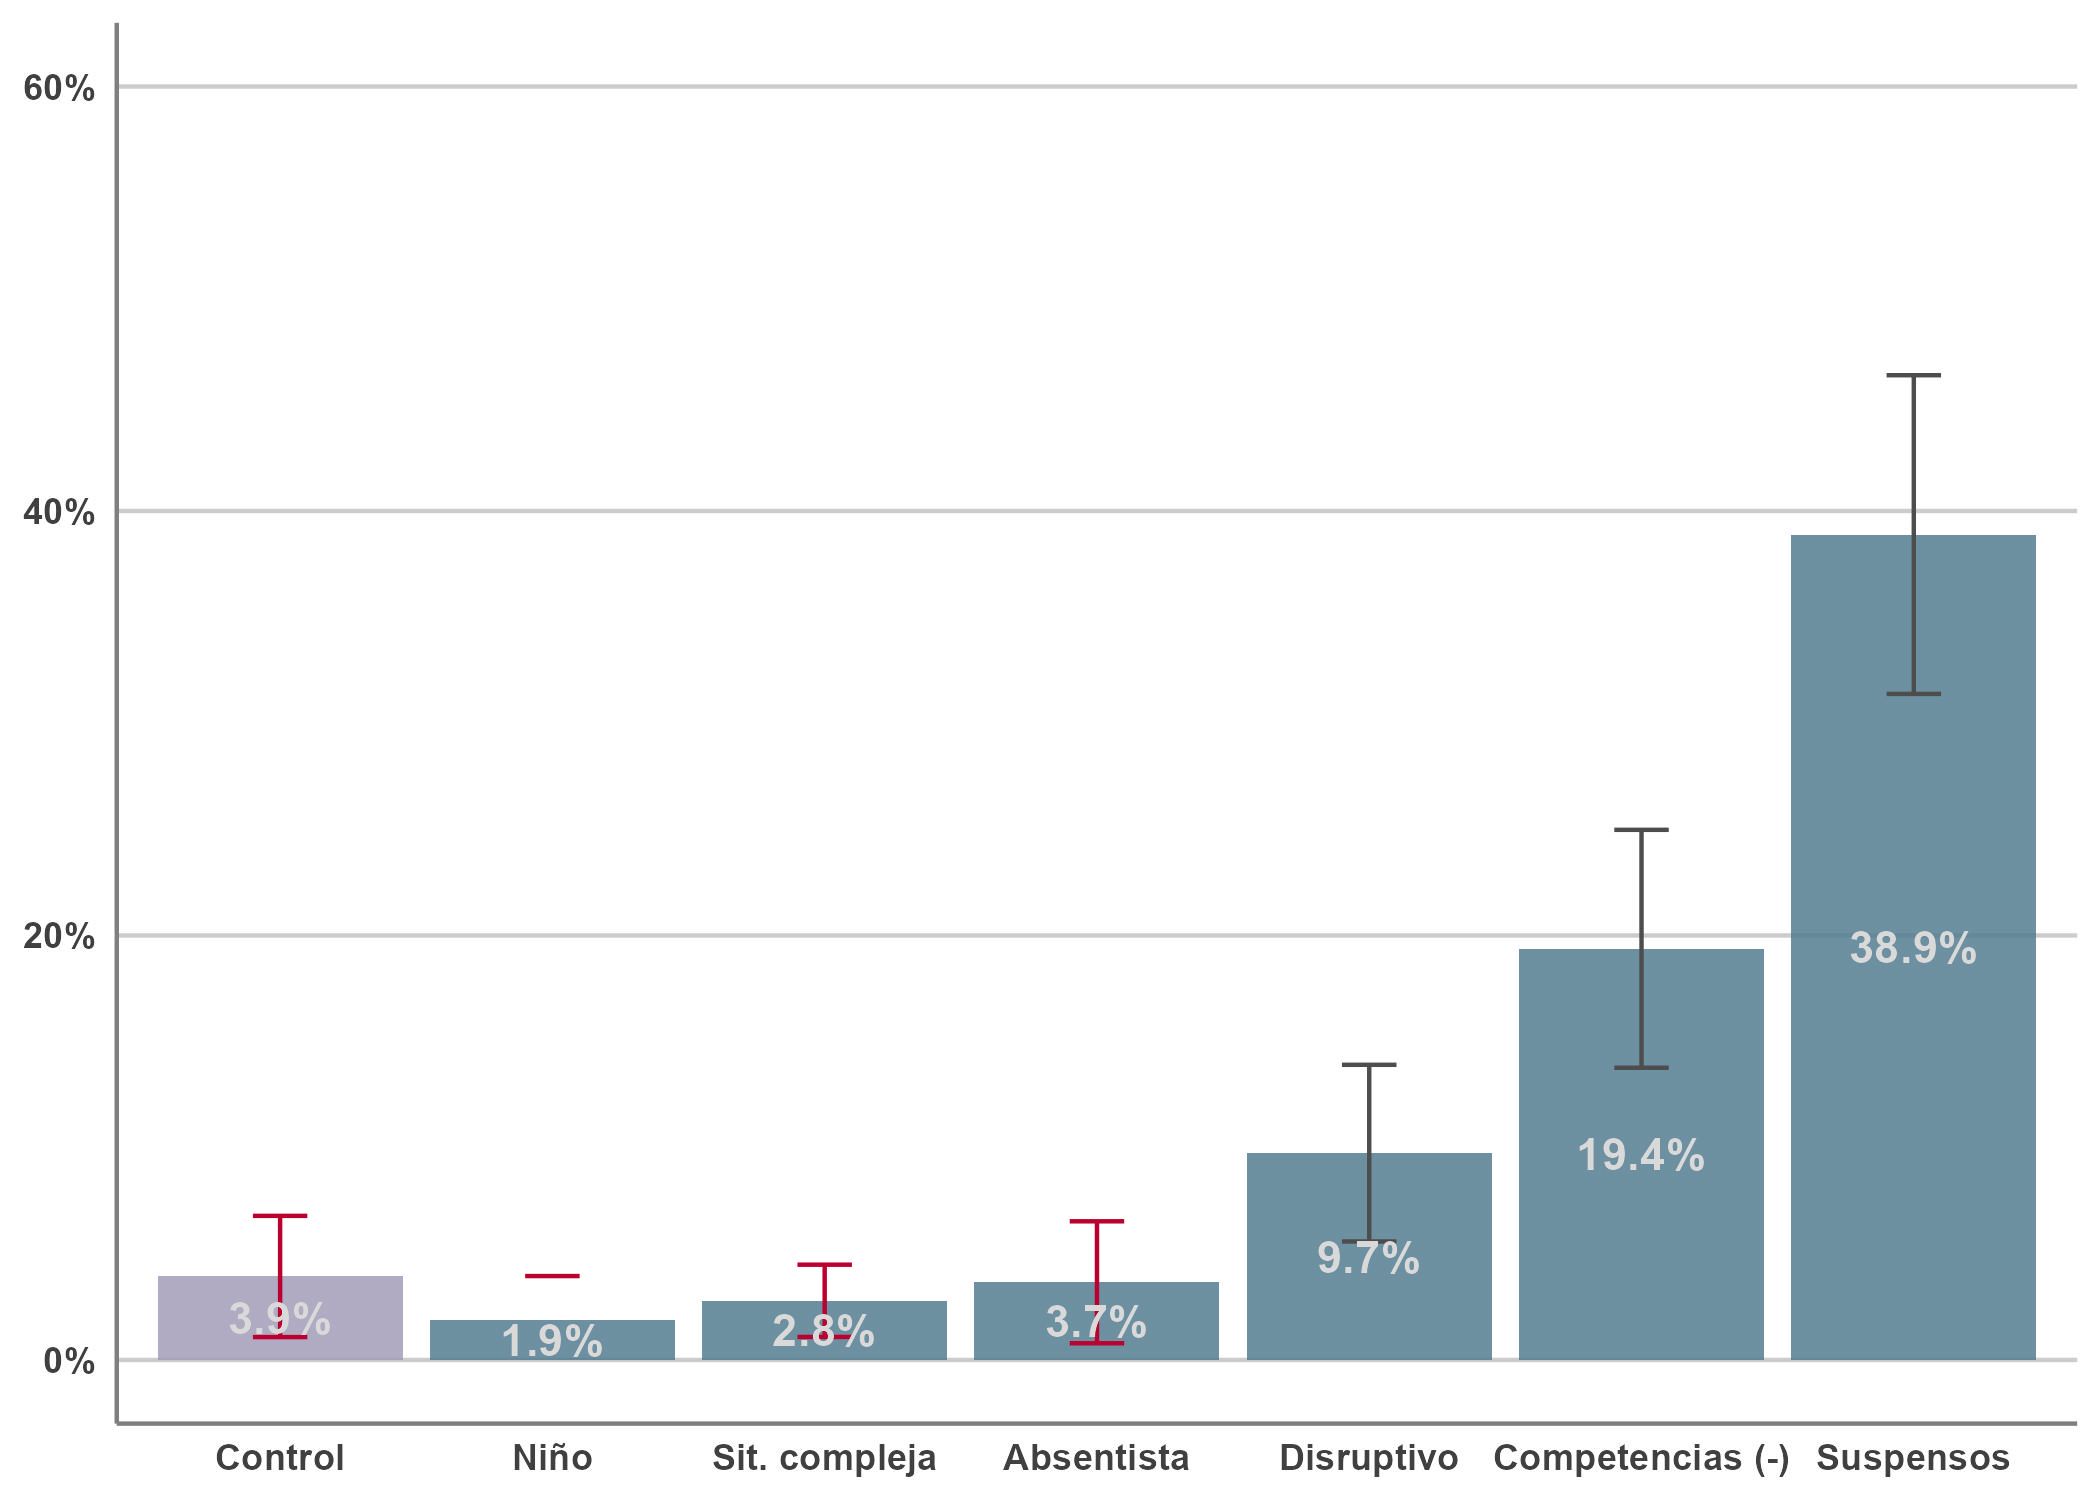 60%
40%
20%
0%
3.9%
1.9%
2.8%
3.7%
9.7%
19.4%
38.9%
Control
Niño
Sit. compleja
Absentista
Disruptivo
Competencias (-)
Suspensos